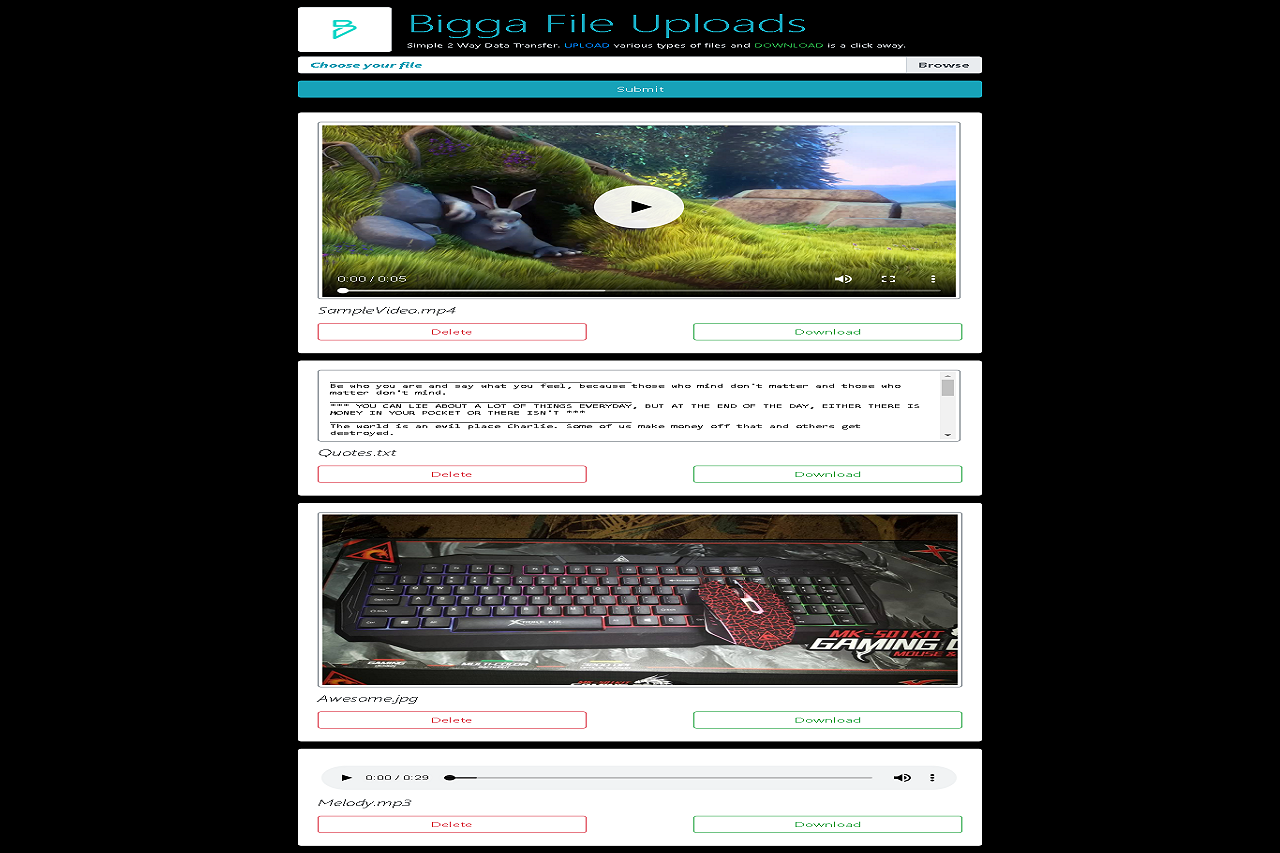 Bigga File Uploads
Simple 2 Way Data Transfer. UPLOAD various types of files and DOWNLOAD is a click away.
Choose your file
Browse
Submit
0:00 / 0:05
SampleVideo.mp4
Delete
Download
Be who you are and say what you feel, because those who mind don't matter and those who
matter don't mind.
*** YOU CAN LIE ABOUT A LOT OF THINGS EVERYDAY, BUT AT THE END OF THE DAY, EITHER THERE IS
MONEY IN YOUR POCKET OR THERE ISN'T ***
The world is an evil place Charlie. Some of us make money off that and others get
destroyed.
Quotes.txt
Delete
Download
MK-501KIT
GAMING
MOUSE &
GAMING
MULTI-COLOR
Awesome.jpg
Delete
Download
0:00 / 0:29
Melody.mp3
Delete
Download